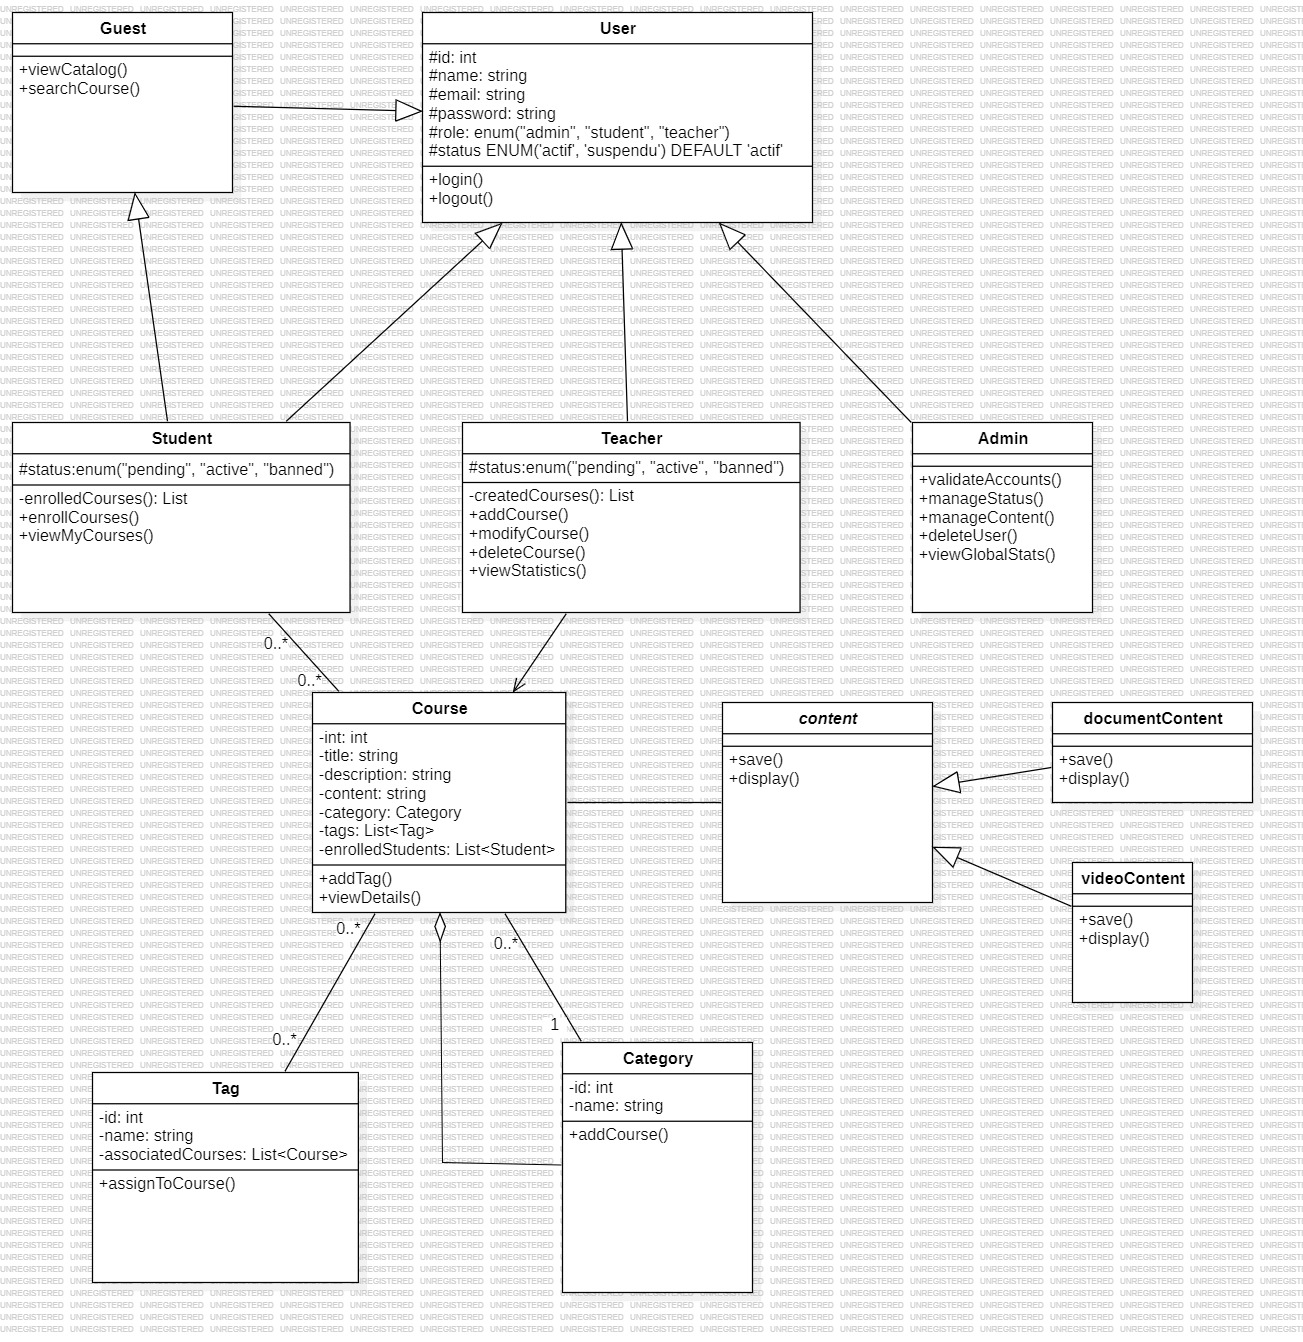 Guest
+viewCatalog()
+searchCourse()
User
#id: int
#name: string
#email: string
#password: string
#role: enum("admin", "student", "teacher")
#status ENUM('actif', 'suspendu') DEFAULT 'actif'
+login()
+logout()
Student
#status:enum("pending", "active", "banned")
-enrolledCourses(): List
+enrollCourses()
+viewMyCourses()
Teacher
#status:enum("pending", "active", "banned")
-createdCourses(): List
+addCourse()
+modifyCourse()
+deleteCourse()
+viewStatistics()
Admin
+validateAccounts()
+manageStatus()
+manageContent()
+deleteUser()
+viewGlobalStats()
0..*
0..*
Course
-int: int
-title: string
-description: string
-content: string
-category: Category
-tags: List<Tag>
-enrolledStudents: List<Student>
+addTag()
+viewDetails()
content
+save()
+display()
documentContent
+save()
+display()
videoContent
+save()
+display()
0..*
0..*
0..*
1
Tag
-id: int
-name: string
-associatedCourses: List<Course>
+assignToCourse()
Category
-id: int
-name: string
+addCourse()
UNREGISTERED